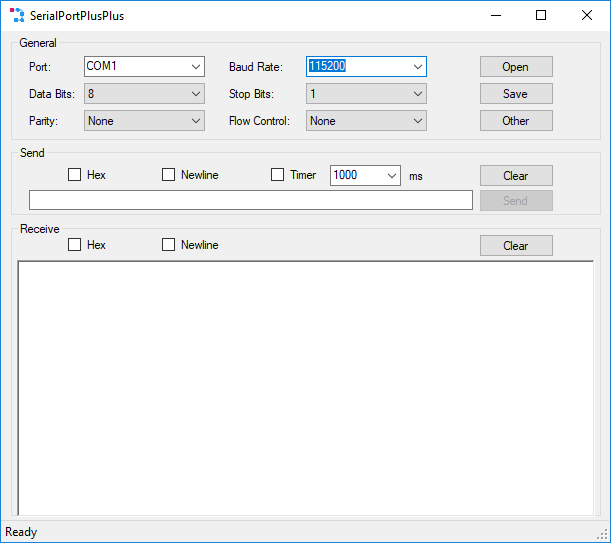 SerialPortPlusPlus
General
Port: COM1 Baud Rate: 115200 Open
Data Bits: 8 Stop Bits: 1 Save
Parity: None Flow Control: None Other
Send
Hex Newline Timer 1000 ms Clear
Send
Receive
Hex Newline Clear
Ready